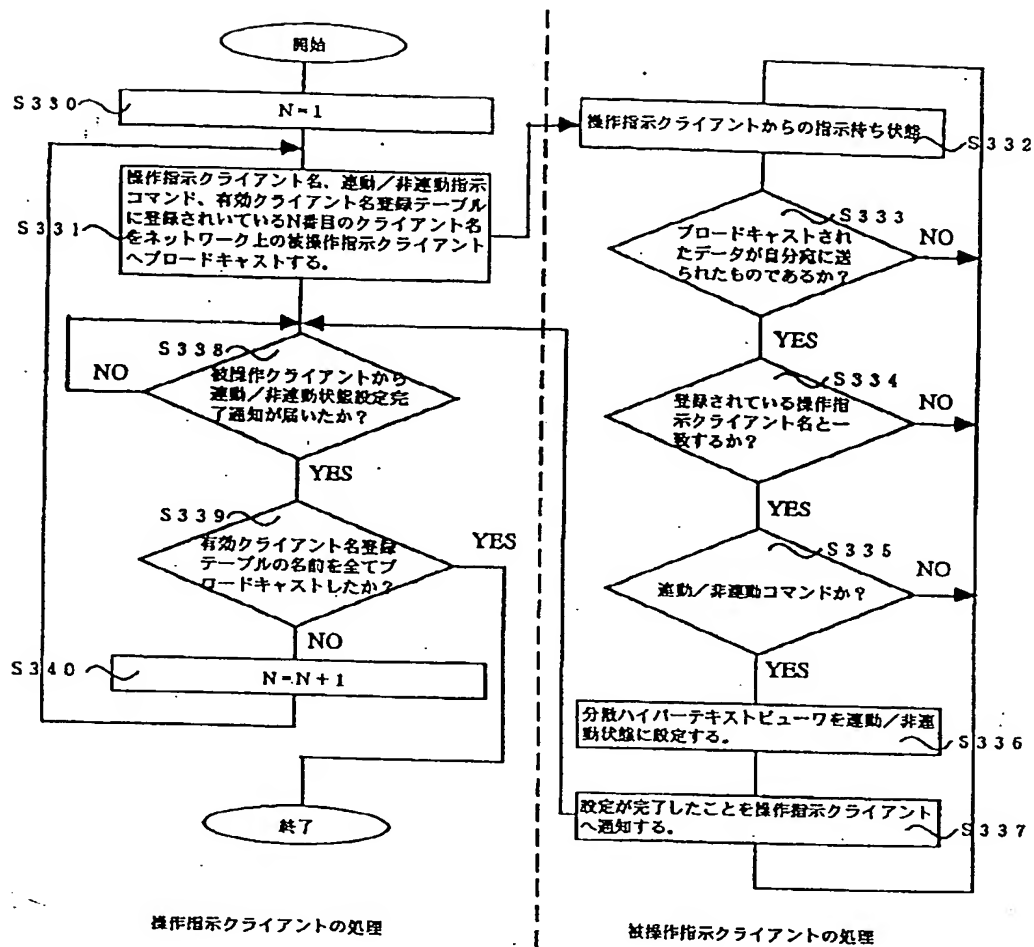 開始
S330
N=1
操作指示クライアント名、連動/非連動指示
コマンド、有効クライアント名登録テーブル
に登録されいているN番目のクライアント名
をネットワーク上の被操作指示クライアント
へブロードキャストする。
S331
S338
被操作クライアントから
連動/非連動状態設定完
了通知が届いたか?
NO
YES
S339
有効クライアント名登録
テーブルの名前を全てブ
ロードキャストしたか?
YES
NO
S340
N=N+1
終了
操作指示クライアントの処理
操作指示クライアントからの指示待ち状態
S332
S333
ブロードキャストされ
たデータが自分宛に送
られたものであるか?
NO
YES
S334
登録されている操作指
示クライアント名と一
致するか?
NO
YES
S335
連動/非連動コマンドか?
NO
YES
分散ハイパーテキストビューワを連動/非連
動状態に設定する。
S336
設定が完了したことを操作指示クライアント
へ通知する。
S337
被操作指示クライアントの処理